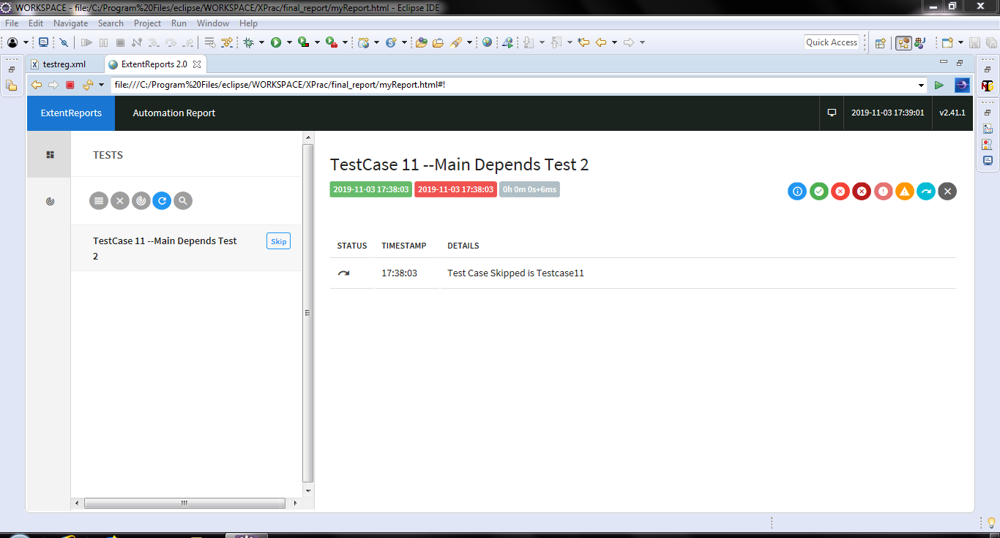 WORKSPACE - file:/C:/Program%20Files/eclipse/WORKSPACE/XPrac/final_report/myReport.html - Eclipse IDE
File Edit Navigate Search Project Run Window Help
Quick Access
testreg.xml ExtentReports 2.0
file:///C:/Program%20Files/eclipse/WORKSPACE/XPrac/final_report/myReport.html#!
ExtentReports Automation Report 2019-11-03 17:39:01 v2.41.1
TESTS
TestCase 11 --Main Depends Test 2
Skip
TestCase 11 --Main Depends Test 2
2019-11-03 17:38:03 2019-11-03 17:38:03 0h 0m 0s+6ms
STATUS TIMESTAMP DETAILS
17:38:03 Test Case Skipped is Testcase11